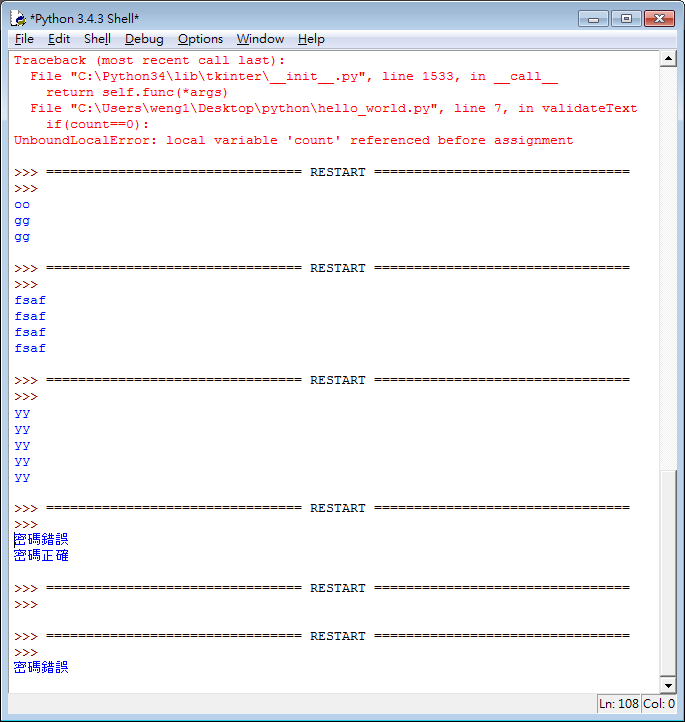 *Python 3.4.3 Shell*
File Edit Shell Debug Options Window Help
Traceback (most recent call last):
  File "C:\Python34\lib\tkinter\__init__.py", line 1533, in __call__
    return self.func(*args)
  File "C:\Users\weng1\Desktop\python\hello_world.py", line 7, in validateText
    if(count==0):
UnboundLocalError: local variable 'count' referenced before assignment
>>> ================================ RESTART ================================
>>>
oo
gg
gg
>>> ================================ RESTART ================================
>>>
fsaf
fsaf
fsaf
fsaf
>>> ================================ RESTART ================================
>>>
yy
yy
yy
yy
yy
>>> ================================ RESTART ================================
>>>
密碼錯誤
密碼正確
>>> ================================ RESTART ================================
>>>
>>> ================================ RESTART ================================
>>>
密碼錯誤
Ln: 108 Col: 0